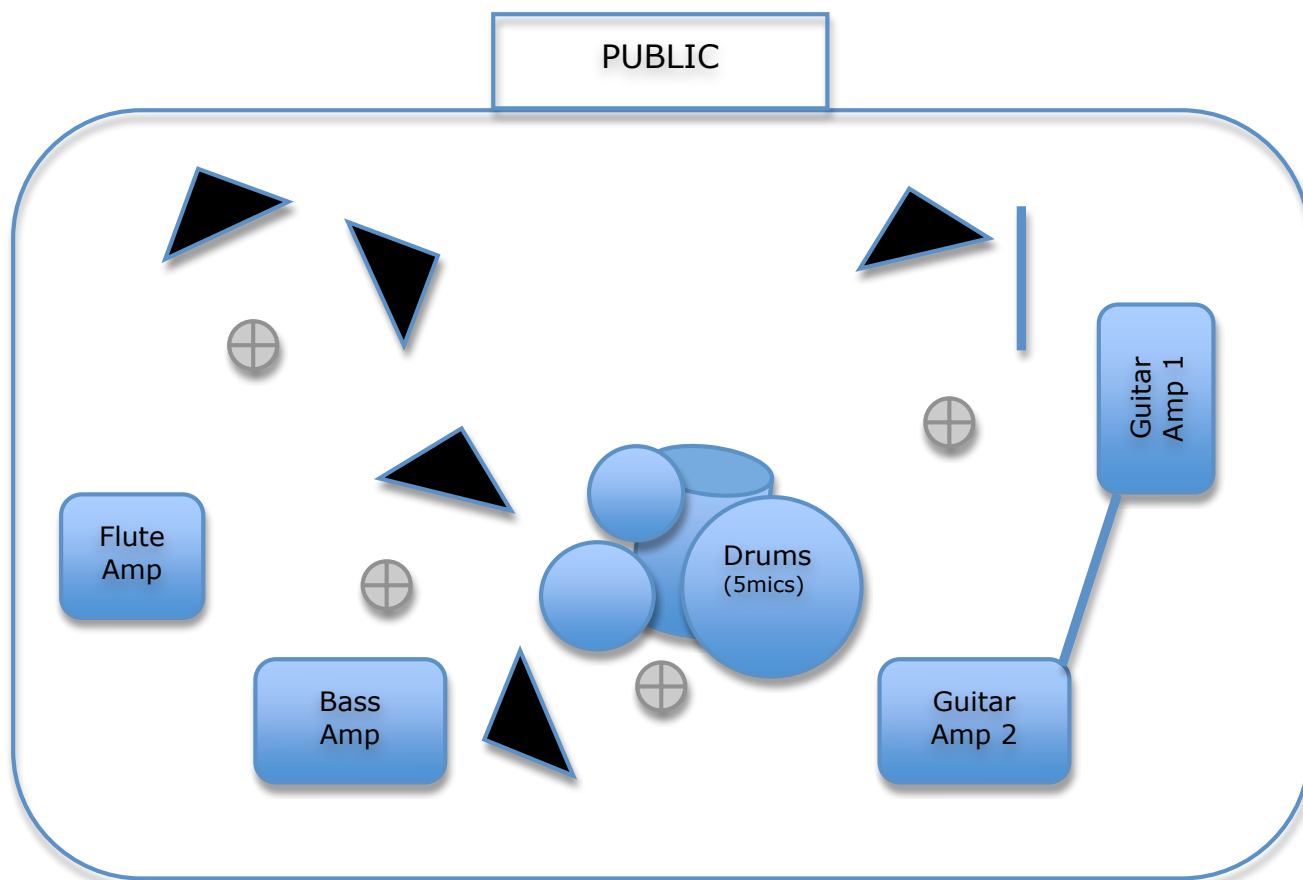 PUBLIC
Guitar
Amp 1
Flute
Amp
Drums
(5mics)
Bass
Amp
Guitar
Amp 2